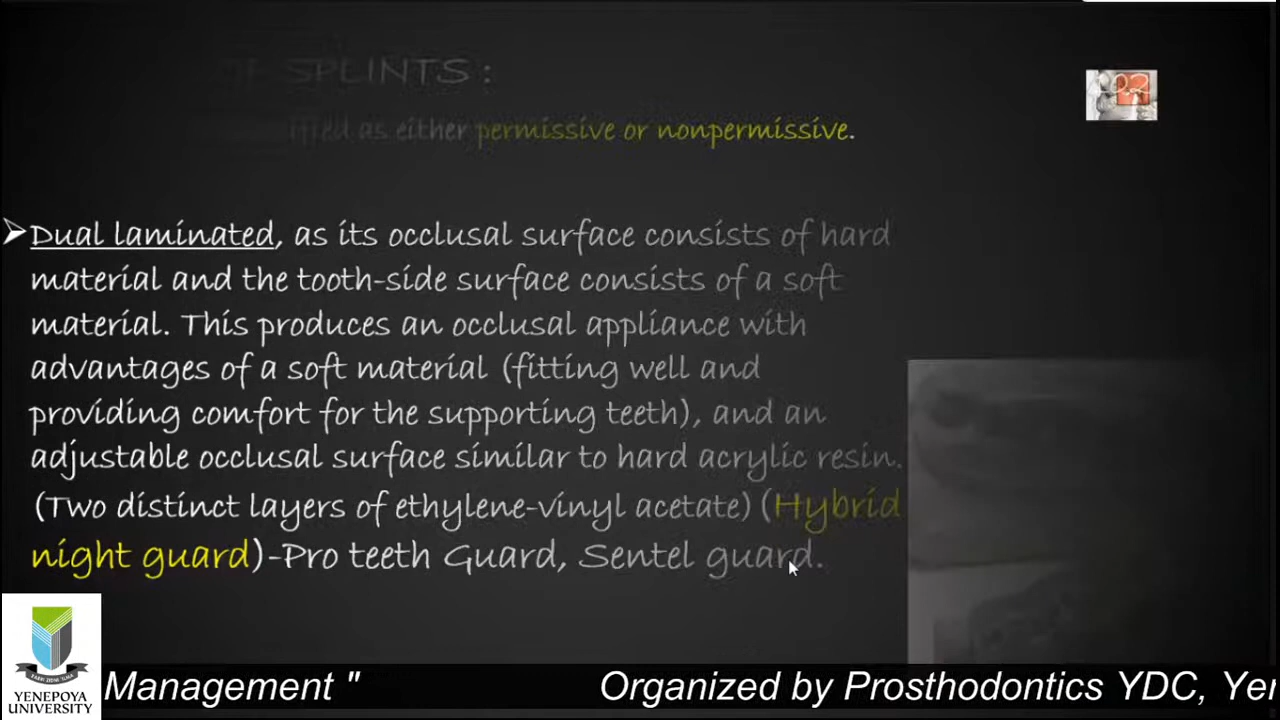 SPLINTS :
as either permissive or nonpermissive.
➢Dual laminated, as its occlusal surface consists of hard
material and the tooth-side surface consists of a soft
material. This produces an occlusal appliance with
advantages of a soft material (fitting well and
providing comfort for the supporting teeth), and an
adjustable occlusal surface similar to hard acrylic resin.
(Two distinct layers of ethylene-vinyl acetate) (Hybrid
night guard)-Pro teeth Guard, Sentel guard.
YENEPOYA
UNIVERSITY
Management " Organized by Prosthodontics YDC, Yer